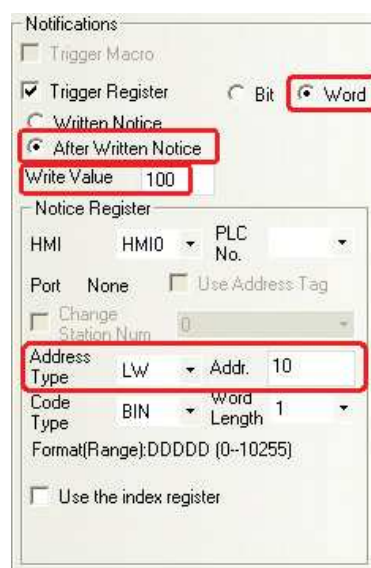 Notifications
Trigger Macro
Trigger Register Bit Word
Written Notice
After Written Notice
Write Value 100
Notice Register
HMI HMI0 PLC No.
Port None Use Address Tag
Change Station Num 0
Address Type LW Addr. 10
Code Type BIN Word Length 1
Format(Range):DDDDD (0--10255)
Use the index register